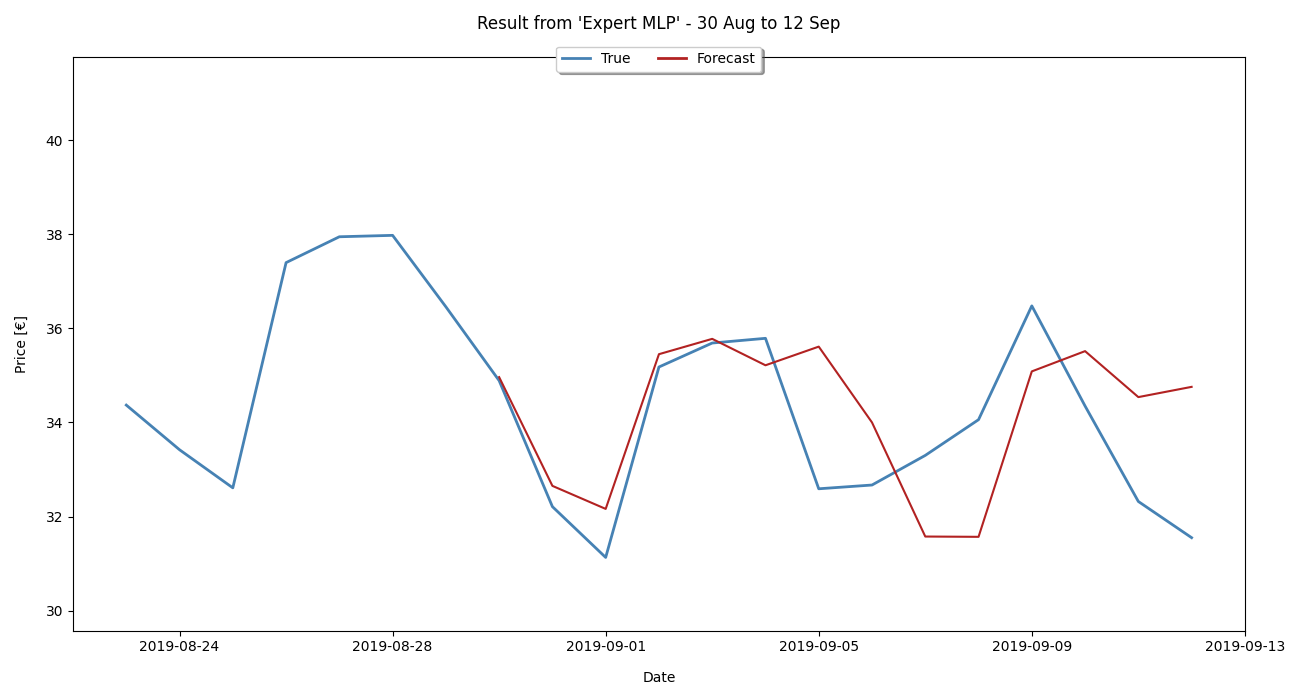 Result from 'Expert MLP' - 30 Aug to 12 Sep
True Forecast
40
38
36
34
32
30
Price [€]
2019-08-24 2019-08-28 2019-09-01 2019-09-05 2019-09-09 2019-09-13
Date